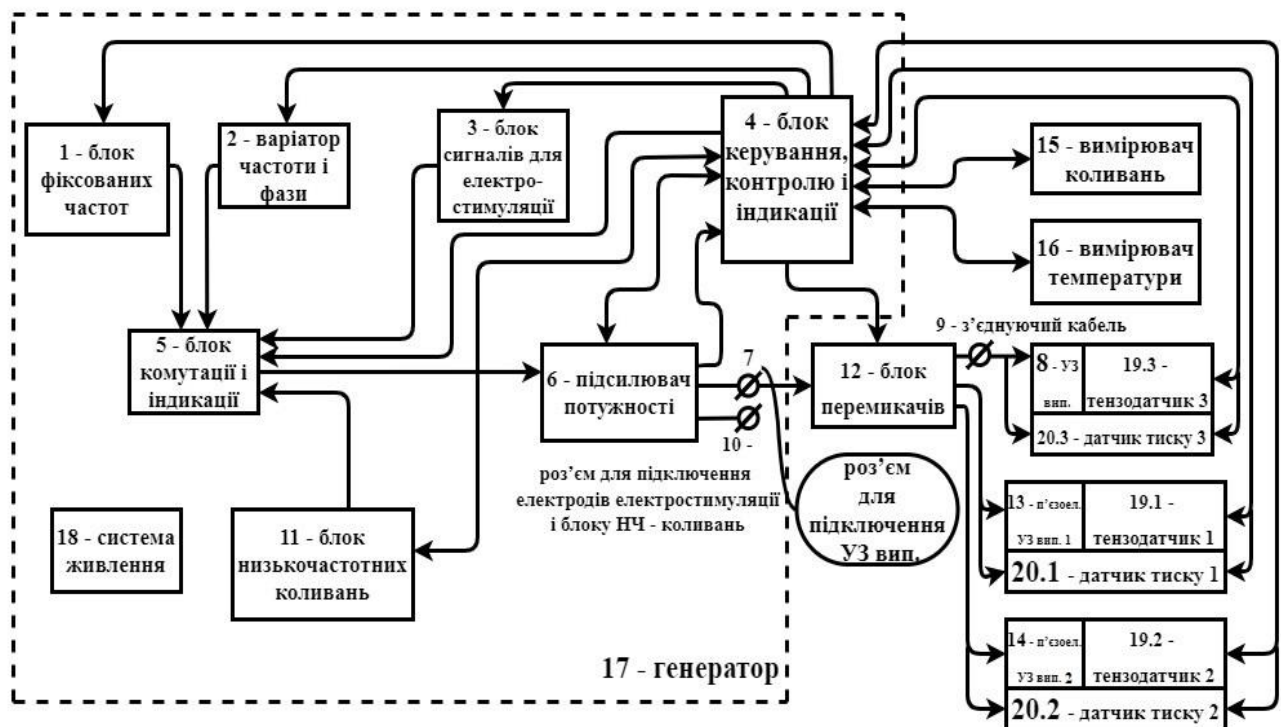 1 - блок
фіксованих
частот
2 - варіатор
частоти і
фази
3 - блок
сигналів для
електро-
стимуляції
4 - блок
керування,
контролю і
індикації
15 - вимірювач
коливань
16 - вимірювач
температури
5 - блок
комутації і
індикації
6 - підсилювач
потужності
7
10 -
роз’єм для підключення
електродів електростимуляції
і блоку НЧ - коливань
12 - блок
перемикачів
9 - з’єднуючий кабель
8 - УЗ
вип.
19.3 -
тензодатчик 3
20.3 - датчик тиску 3
роз’єм
для
підключення
УЗ вип.
13 - п’єзоел.
УЗ вип. 1
19.1 -
тензодатчик 1
20.1 - датчик тиску 1
14 - п’єзоел.
УЗ вип. 2
19.2 -
тензодатчик 2
20.2 - датчик тиску 2
18 - система
живлення
11 - блок
низькочастотних
коливань
17 - генератор